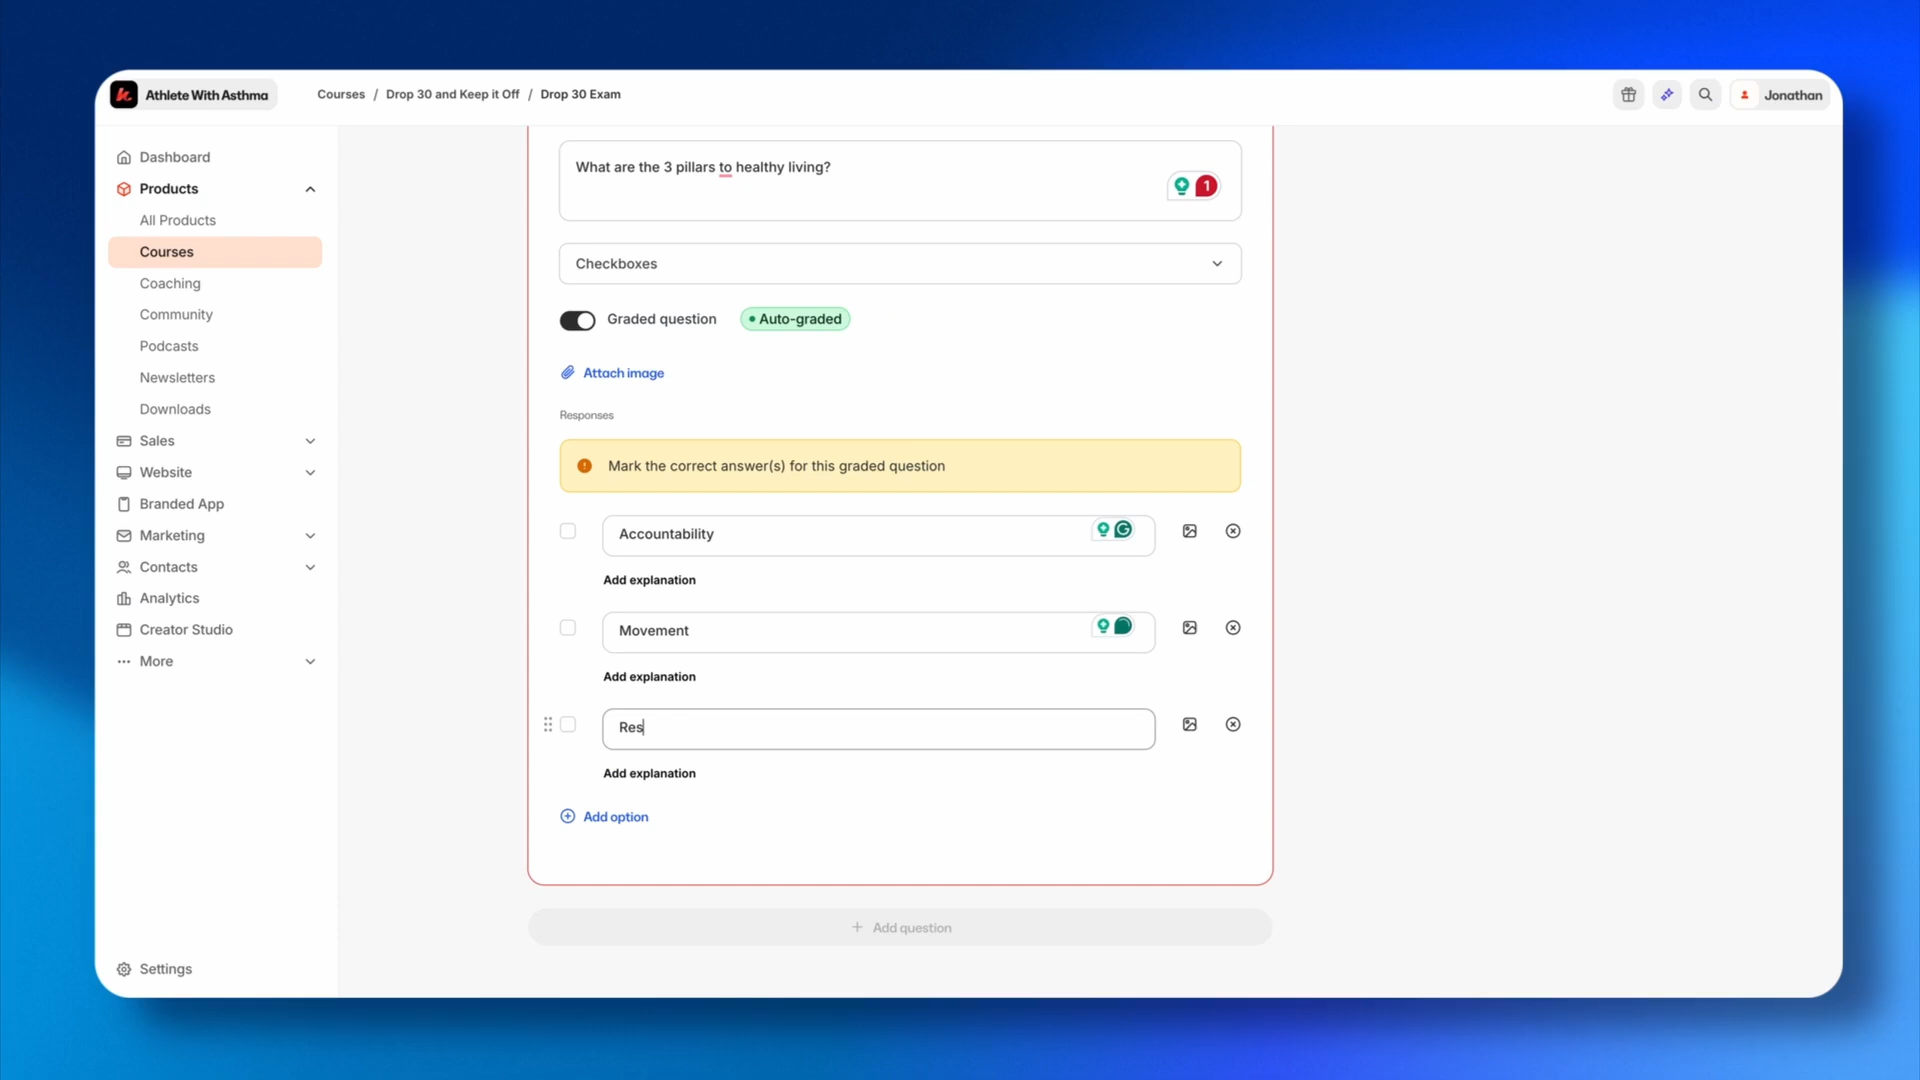 Athlete With Asthma
Courses / Drop 30 and Keep it Off / Drop 30 Exam
Jonathan
Dashboard
Products
All Products
Courses
Coaching
Community
Podcasts
Newsletters
Downloads
Sales
Website
Branded App
Marketing
Contacts
Analytics
Creator Studio
More
Settings
What are the 3 pillars to healthy living?
1
Checkboxes
Graded question
Auto-graded
Attach image
Responses
Mark the correct answer(s) for this graded question
Accountability
Add explanation
Movement
Add explanation
Res
Add explanation
Add option
+ Add question